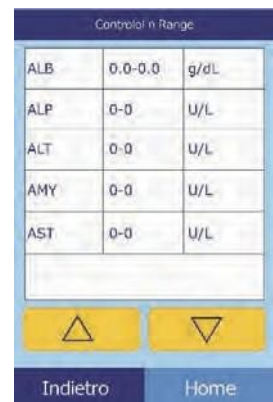 Controlol n Range
ALB 0.0-0.0 g/dL
ALP 0-0 U/L
ALT 0-0 U/L
AMY 0-0 U/L
AST 0-0 U/L
Indietro Home